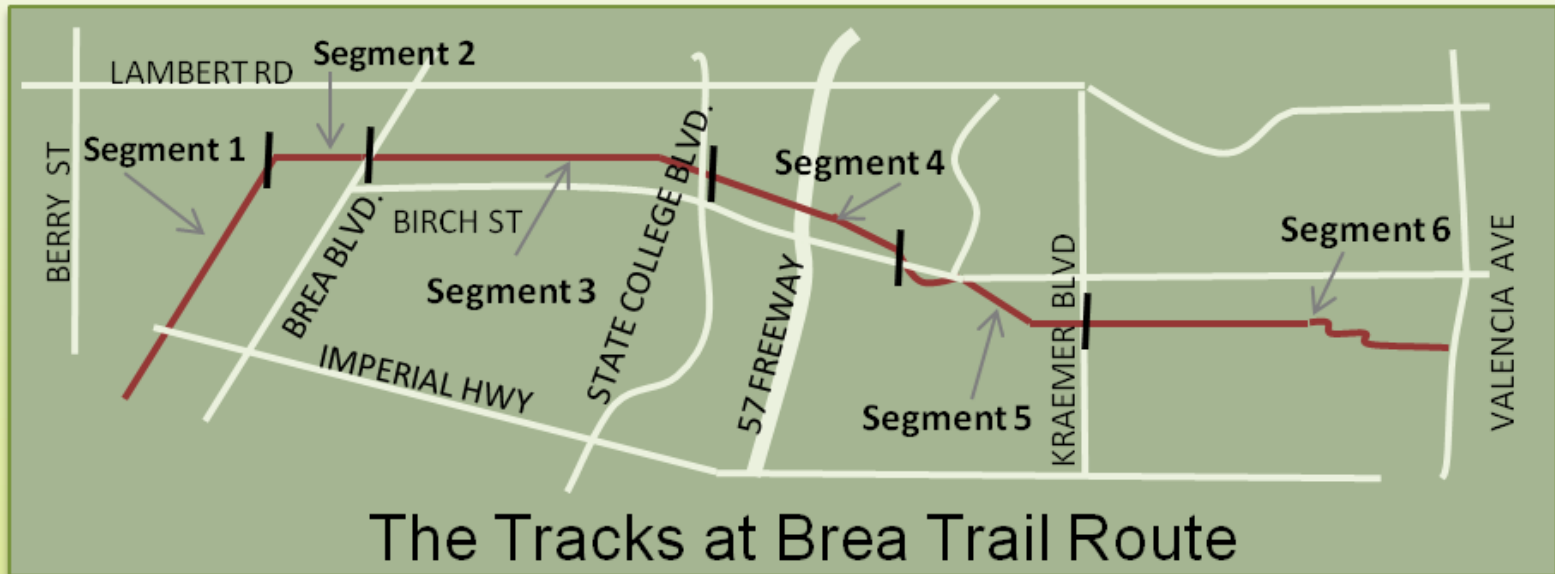 Segment 2
LAMBERT RD
Segment 1
BERRY ST
Segment 4
BREA BLVD.
BIRCH ST
STATE COLLEGE BLVD.
Segment 3
Segment 6
KRAEMER BLVD
VALENCIA AVE
IMPERIAL HWY
57 FREEWAY
Segment 5
The Tracks at Brea Trail Route